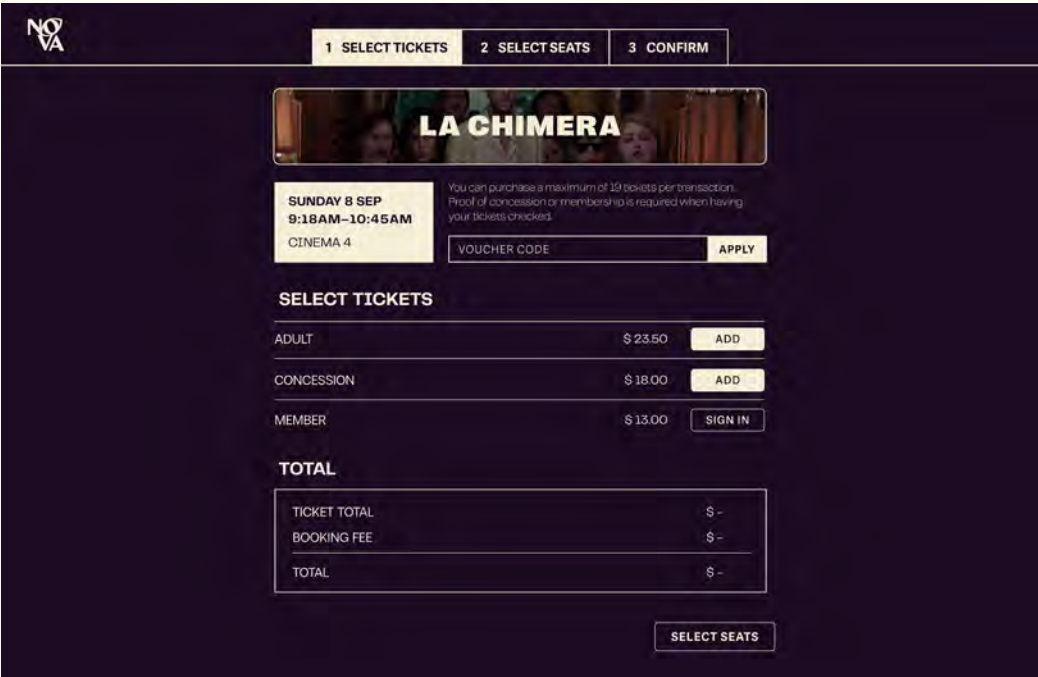 NOVA
1 SELECT TICKETS 2 SELECT SEATS 3 CONFIRM
LA CHIMERA
SUNDAY 8 SEP
9:18AM–10:45AM
CINEMA 4
You can purchase a maximum of 19 tickets per transaction.
Proof of concession or membership is required when having
your tickets checked.
VOUCHER CODE APPLY
SELECT TICKETS
ADULT $ 23.50 ADD
CONCESSION $ 18.00 ADD
MEMBER $ 13.00 SIGN IN
TOTAL
TICKET TOTAL $ -
BOOKING FEE $ -
TOTAL $ -
SELECT SEATS